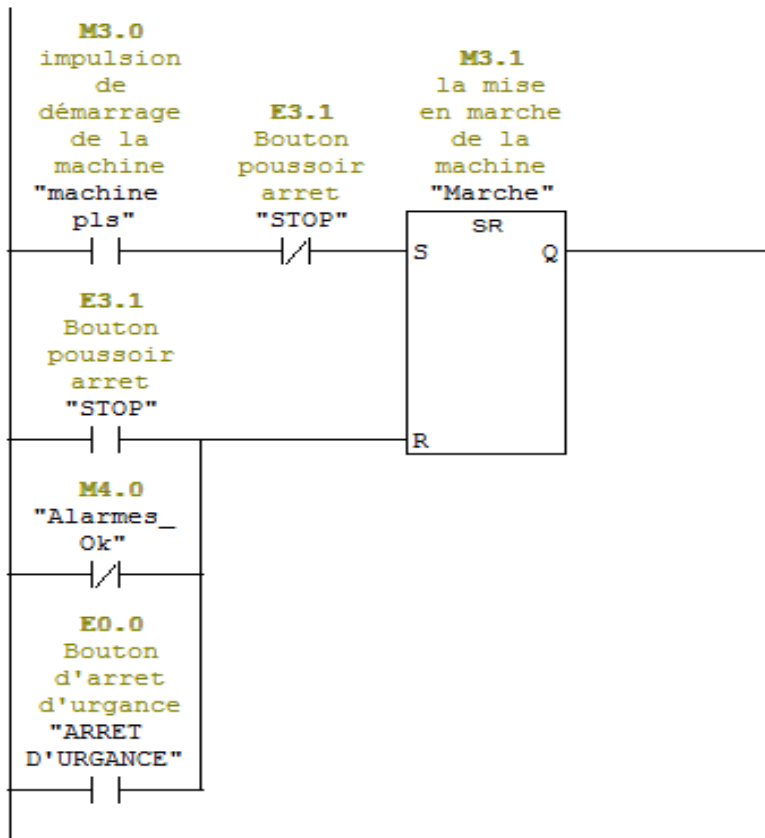 M3.0
impulsion
de
démarrage
de la
machine
"machine
pls"
E3.1
Bouton
poussoir
arret
"STOP"
M3.1
la mise
en marche
de la
machine
"Marche"
SR
S Q
E3.1
Bouton
poussoir
arret
"STOP"
R
M4.0
"Alarmes_
Ok"
E0.0
Bouton
d'arret
d'urgance
"ARRET
D'URGANCE"